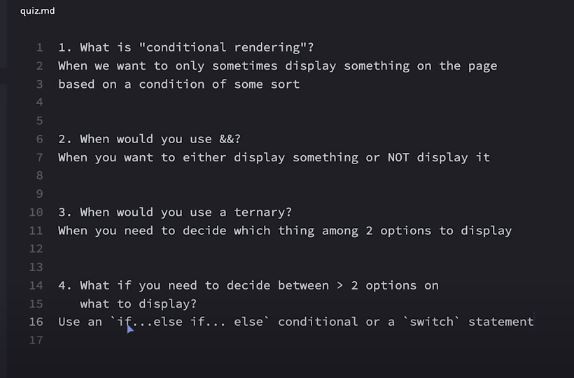 quiz.md
1 1. What is "conditional rendering"?
2 When we want to only sometimes display something on the page
3 based on a condition of some sort
4
5
6 2. When would you use &&?
7 When you want to either display something or NOT display it
8
9
10 3. When would you use a ternary?
11 When you need to decide which thing among 2 options to display
12
13
14 4. What if you need to decide between > 2 options on
15 what to display?
16 Use an `if...else if... else` conditional or a `switch` statement
17